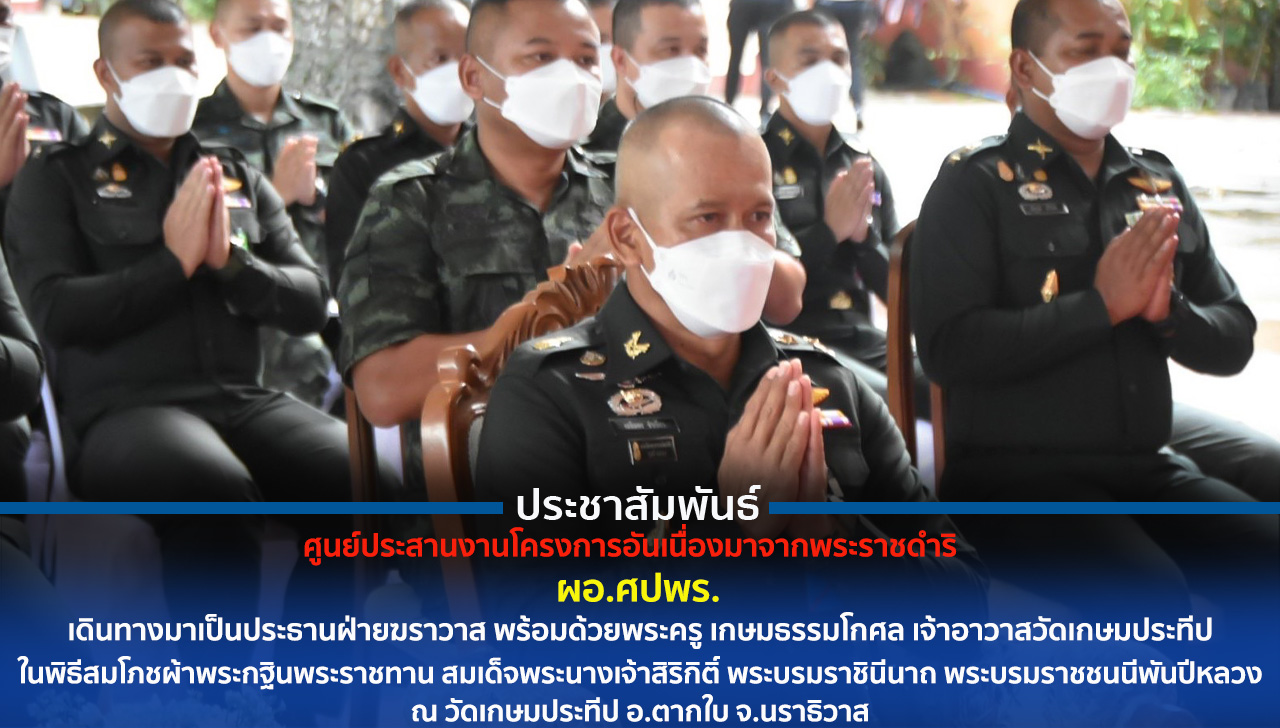 ประชาสัมพันธ์
ศูนย์ประสานงานโครงการอันเนื่องมาจากพระราชดำริ
ผอ.ศปพร.
เดินทางมาเป็นประธานฝ่ายฆราวาส พร้อมด้วยพระครู เกษมธรรมโกศล เจ้าอาวาสวัดเกษมประทีป
ในพิธีสมโภชผ้าพระกฐินพระราชทาน สมเด็จพระนางเจ้าสิริกิติ์ พระบรมราชินีนาถ พระบรมราชชนนีพันปีหลวง
ณ วัดเกษมประทีป อ.ตากใบ จ.นราธิวาส